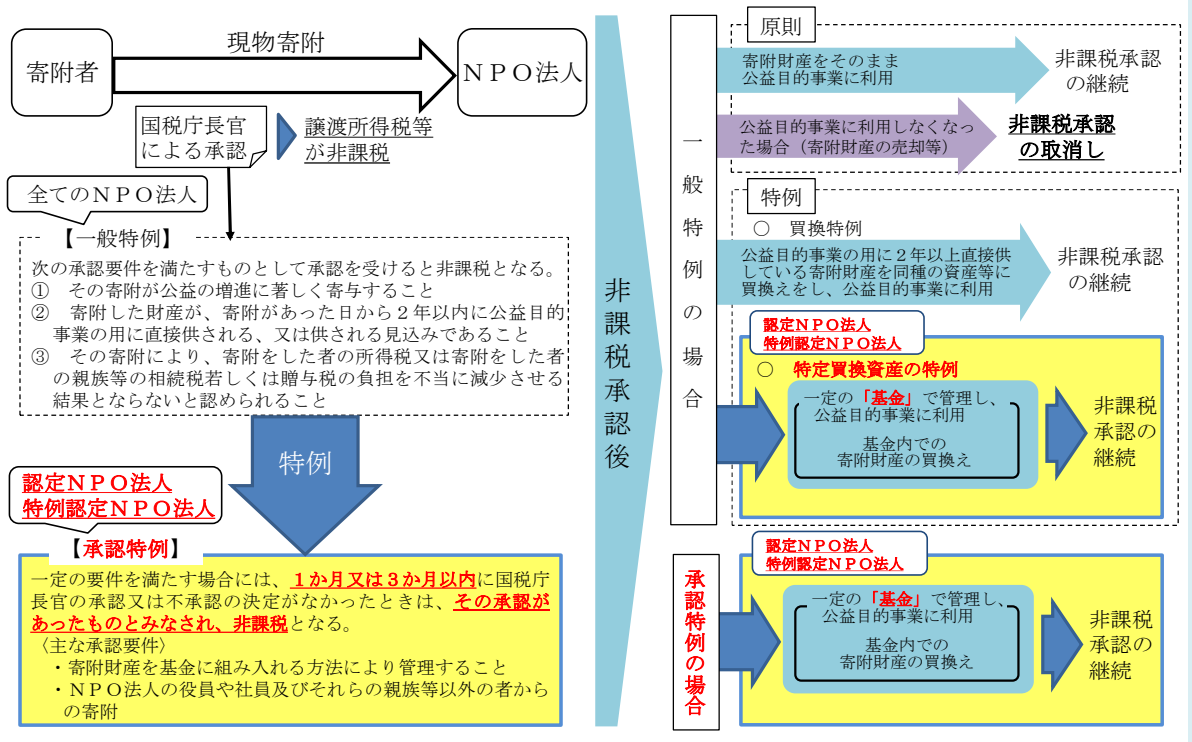 現物寄附
寄附者
ＮＰＯ法人
国税庁長官
による承認
譲渡所得税等
が非課税
全てのＮＰＯ法人
【一般特例】
次の承認要件を満たすものとして承認を受けると非課税となる。
①　その寄附が公益の増進に著しく寄与すること
②　寄附した財産が、寄附があった日から２年以内に公益目的
事業の用に直接供される、又は供される見込みであること
③　その寄附により、寄附をした者の所得税又は寄附をした者
の親族等の相続税若しくは贈与税の負担を不当に減少させる
結果とならないと認められること
特例
認定ＮＰＯ法人
特例認定ＮＰＯ法人
【承認特例】
一定の要件を満たす場合には、１か月又は３か月以内に国税庁
長官の承認又は不承認の決定がなかったときは、その承認が
あったものとみなされ、非課税となる。
〈主な承認要件〉
・寄附財産を基金に組み入れる方法により管理すること
・ＮＰＯ法人の役員や社員及びそれらの親族等以外の者から
の寄附
非課税承認後
一般特例の場合
原則
寄附財産をそのまま
公益目的事業に利用
非課税承認
の継続
公益目的事業に利用しなくなっ
た場合（寄附財産の売却等）
非課税承認
の取消し
特例
○　買換特例
公益目的事業の用に２年以上直接供
している寄附財産を同種の資産等に
買換えをし、公益目的事業に利用
非課税承認
の継続
認定ＮＰＯ法人
特例認定ＮＰＯ法人
○　特定買換資産の特例
一定の「基金」で管理し、
公益目的事業に利用
基金内での
寄附財産の買換え
非課税
承認の
継続
承認特例の場合
認定ＮＰＯ法人
特例認定ＮＰＯ法人
一定の「基金」で管理し、
公益目的事業に利用
基金内での
寄附財産の買換え
非課税
承認の
継続